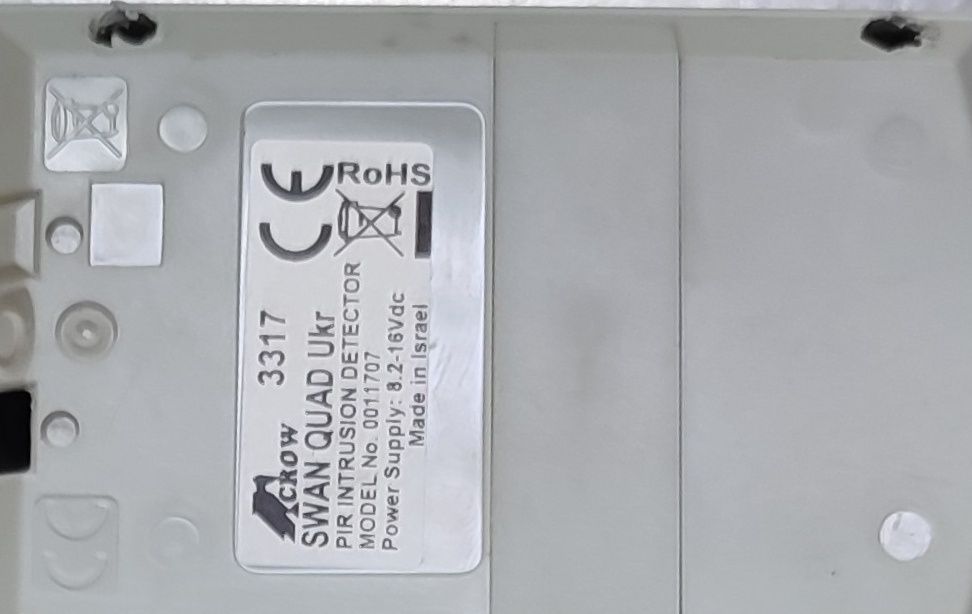 CROW 3317
SWAN QUAD Ukr
PIR INTRUSION DETECTOR
MODEL No. 0011707
Power Supply: 8.2-16Vdc
Made in Israel
CE
RoHS
CE